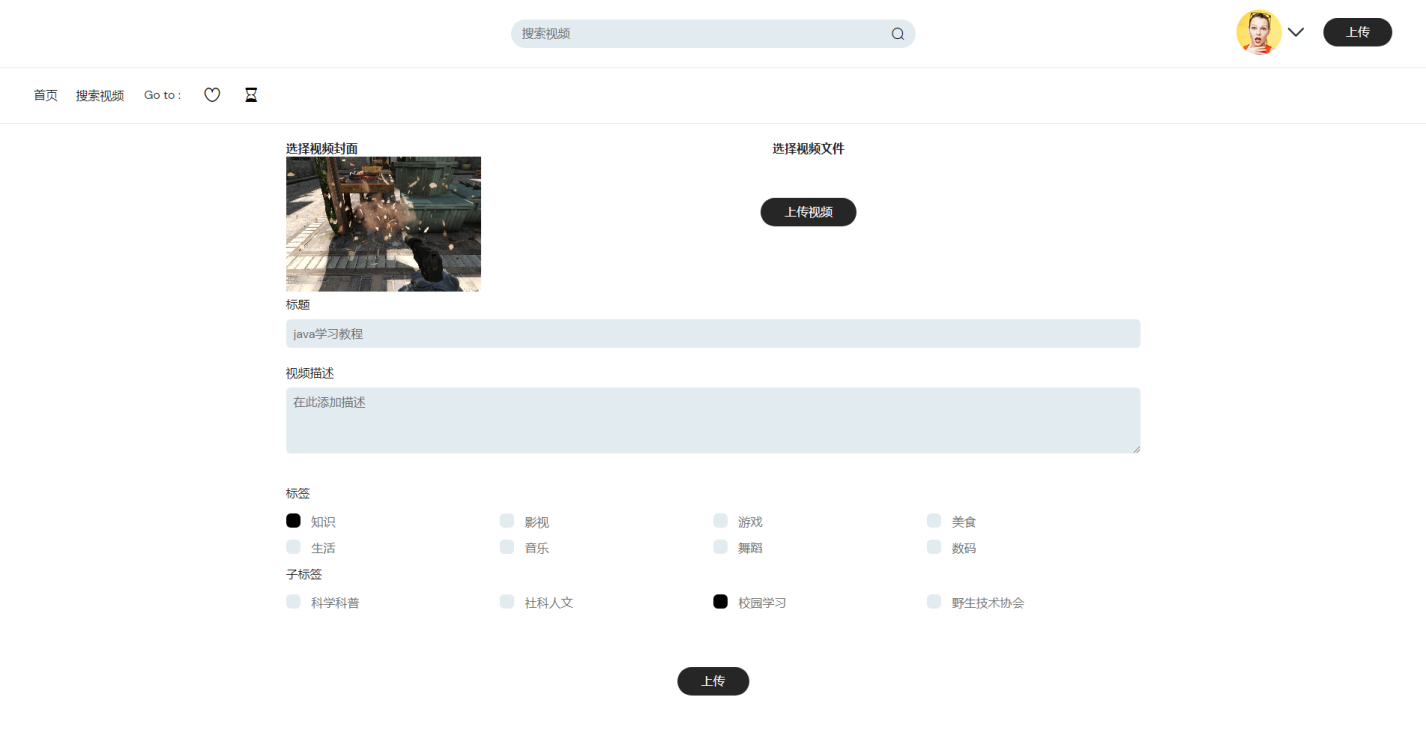 搜索视频
上传
首页 搜索视频 Go to :
选择视频封面 选择视频文件
上传视频
标题
java学习教程
视频描述
在此添加描述
标签
知识 影视 游戏 美食
生活 音乐 舞蹈 数码
子标签
科学科普 社科人文 校园学习 野生技术协会
上传